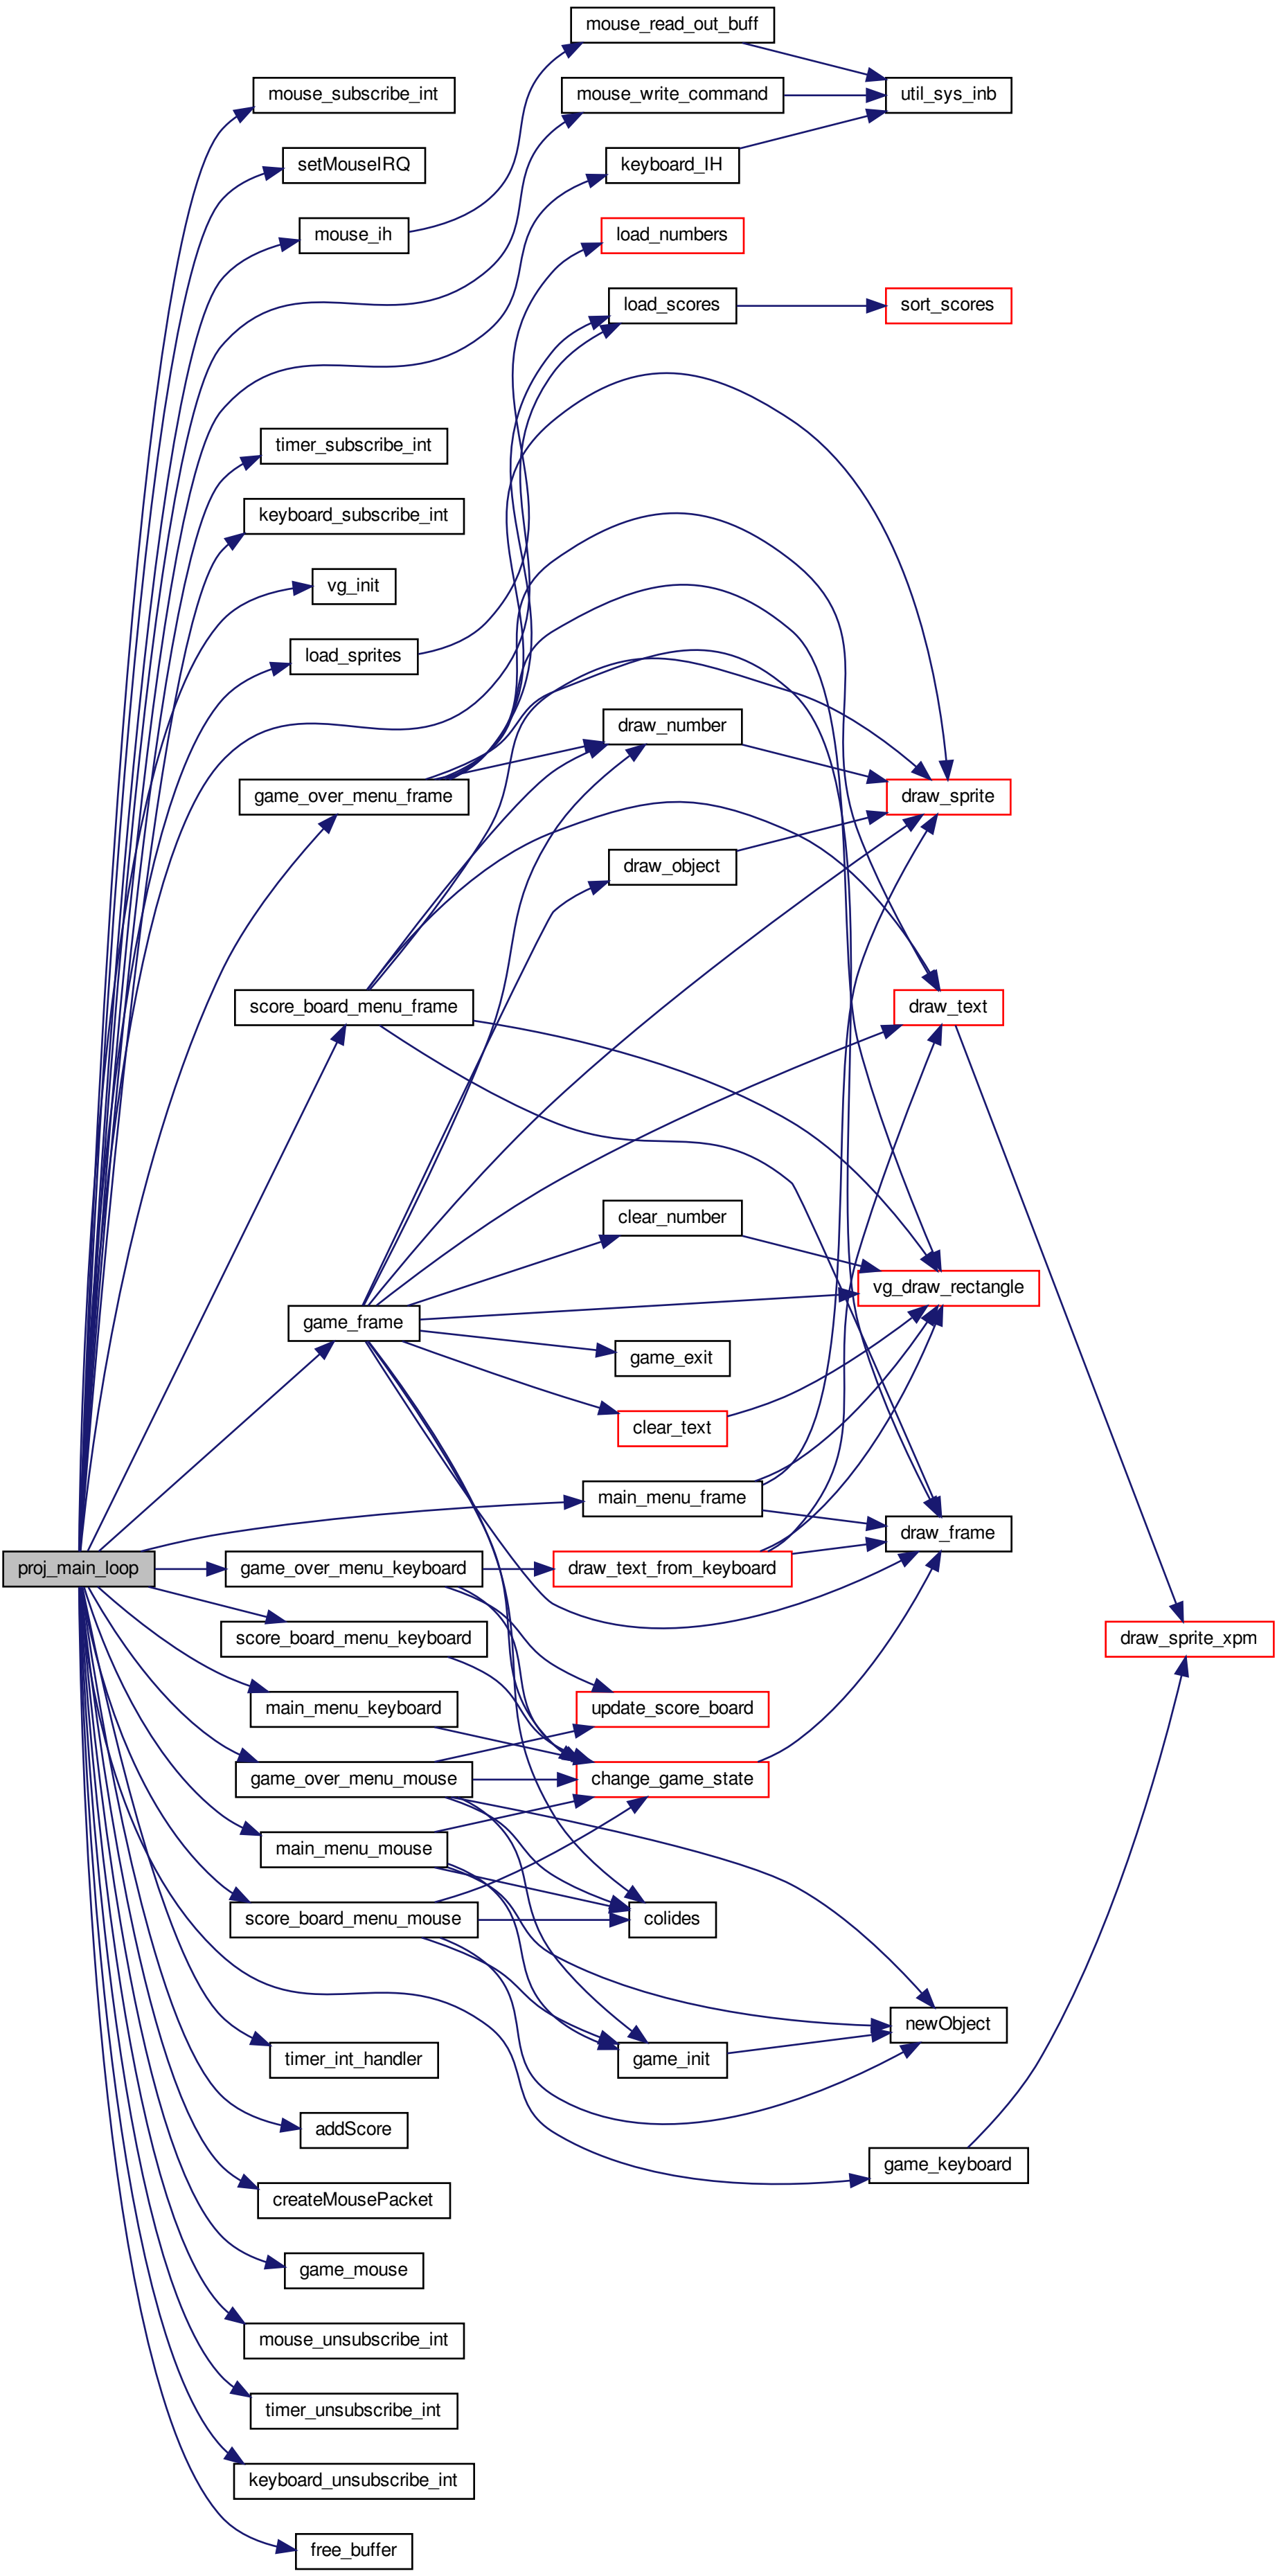 mouse_read_out_buff
mouse_subscribe_int
mouse_write_command
util_sys_inb
setMouseIRQ
keyboard_IH
mouse_ih
load_numbers
load_scores
sort_scores
timer_subscribe_int
keyboard_subscribe_int
vg_init
load_sprites
draw_number
game_over_menu_frame
draw_sprite
draw_object
score_board_menu_frame
draw_text
clear_number
vg_draw_rectangle
game_frame
game_exit
clear_text
main_menu_frame
draw_frame
proj_main_loop
game_over_menu_keyboard
draw_text_from_keyboard
score_board_menu_keyboard
draw_sprite_xpm
main_menu_keyboard
update_score_board
game_over_menu_mouse
change_game_state
main_menu_mouse
score_board_menu_mouse
colides
newObject
timer_int_handler
game_init
addScore
game_keyboard
createMousePacket
game_mouse
mouse_unsubscribe_int
timer_unsubscribe_int
keyboard_unsubscribe_int
free_buffer